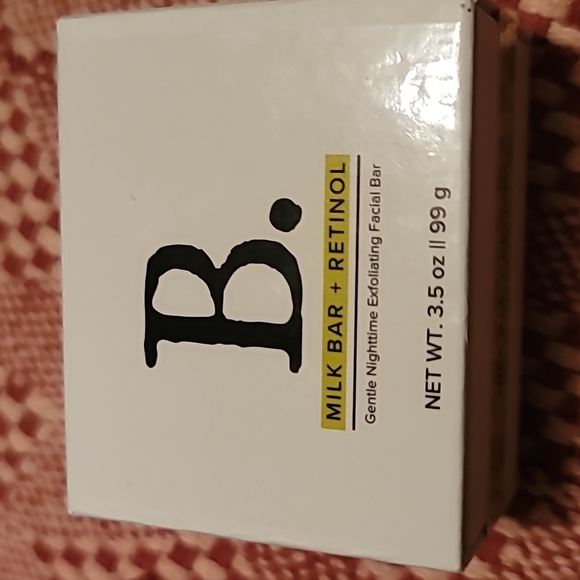 B.
MILK BAR + RETINOL
Gentle Nighttime Exfoliating Facial Bar
NET WT. 3.5 oz || 99 g